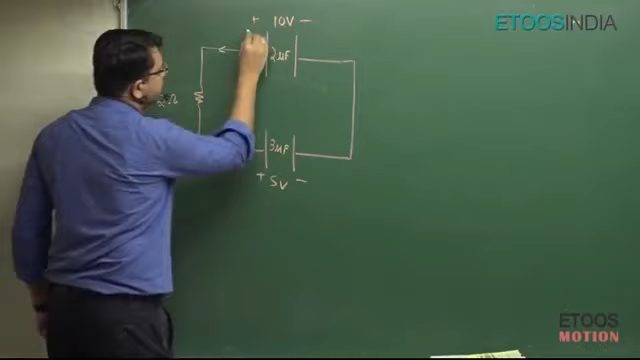 ETOOSINDIA
+ 10V −
2μF
3μF
+ 5V −
ETOOS
MOTION